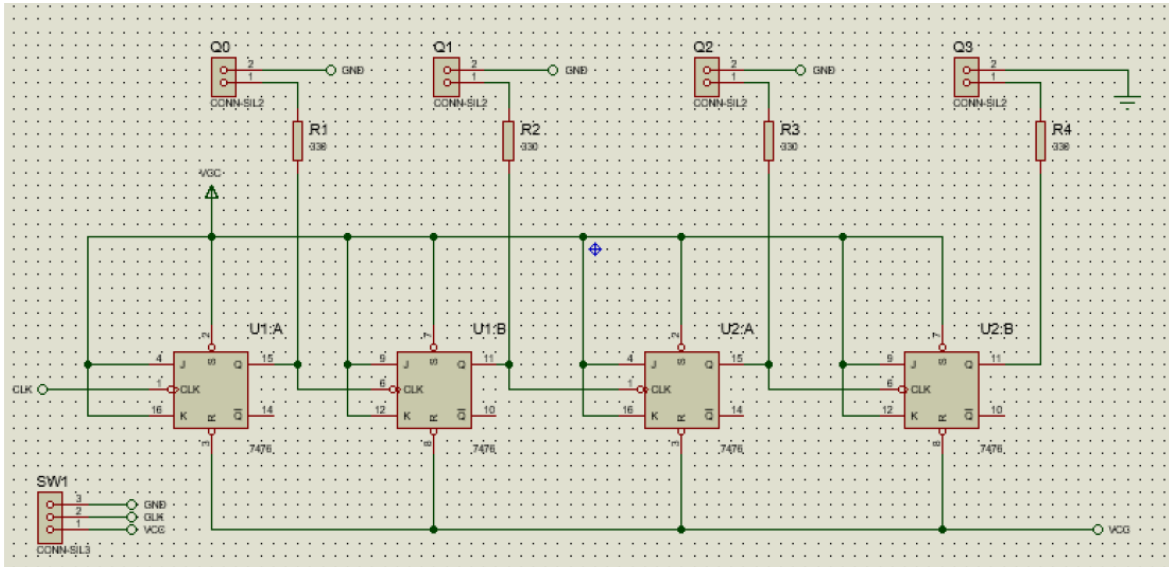 Q0
2
1
GND
CONN-SIL2
R1
330
Q1
2
1
GND
CONN-SIL2
R2
330
Q2
2
1
GND
CONN-SIL2
R3
330
Q3
2
1
CONN-SIL2
R4
330
VCC
U1:A
2
4 J S Q 15
CLK 1 CLK
16 K R Q 14
3
7476
U1:B
7
9 J S Q 11
6 CLK
12 K R Q 10
8
7476
U2:A
2
4 J S Q 15
1 CLK
16 K R Q 14
3
7476
U2:B
7
9 J S Q 11
6 CLK
12 K R Q 10
8
7476
SW1
3 GND
2 CLK
1 VCC
CONN-SIL3
VCC